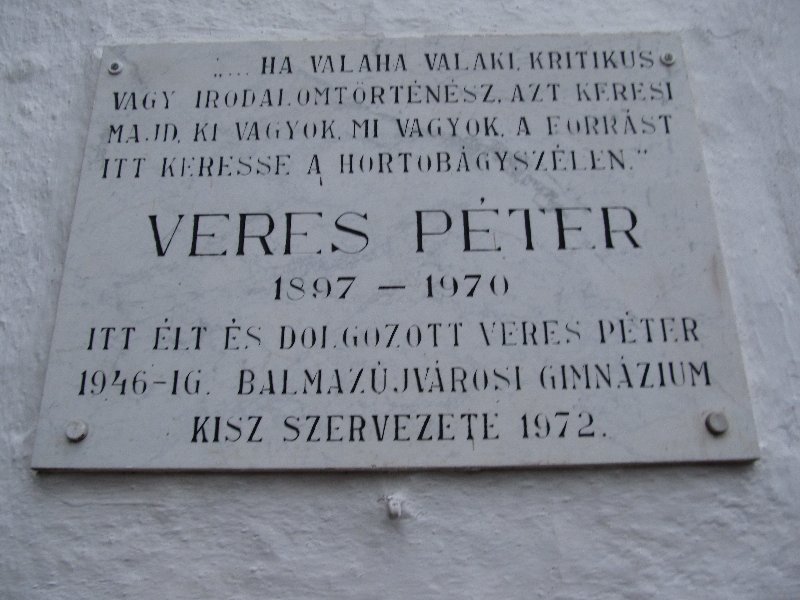 „.... HA VALAHA VALAKI, KRITIKUS
VAGY IRODALOMTÖRTÉNÉSZ, AZT KERESI
MAJD, KI VAGYOK, MI VAGYOK, A FORRÁST
ITT KERESSE A HORTOBÁGYSZÉLEN."
VERES PÉTER
1897 – 1970
ITT ÉLT ÉS DOLGOZOTT VERES PÉTER
1946-IG. BALMAZÚJVÁROSI GIMNÁZIUM
KISZ SZERVEZETE 1972.